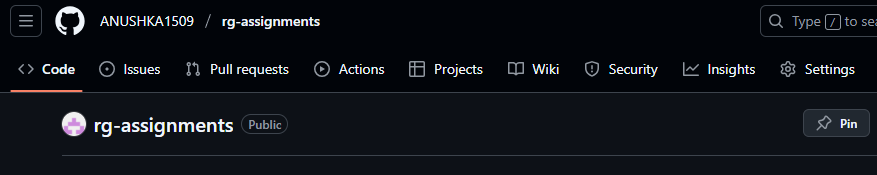 ANUSHKA1509 / rg-assignments Type / to sea
Code Issues Pull requests Actions Projects Wiki Security Insights Settings
rg-assignments Public Pin